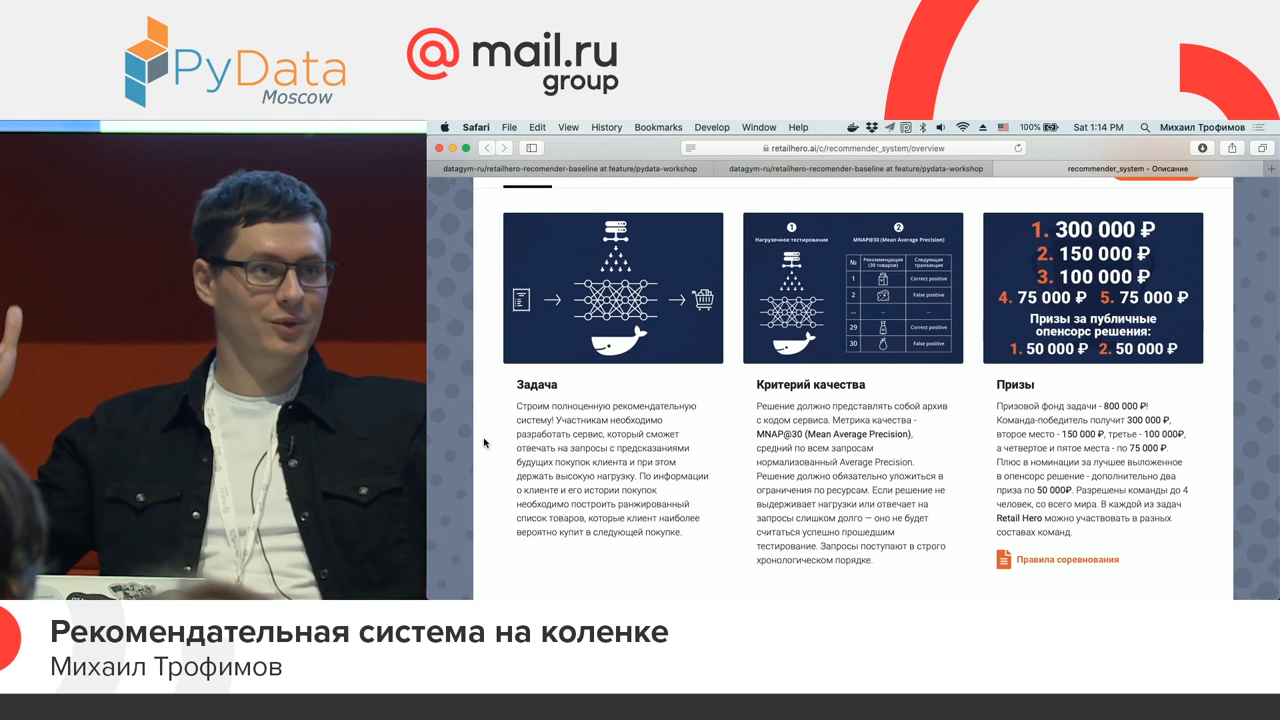 PyData
Moscow
@mail.ru
group
Safari File Edit View History Bookmarks Develop Window Help 100% Sat 1:14 PM Михаил Трофимов
retailhero.ai/c/recommender_system/overview
datagym-ru/retailhero-recomender-baseline at feature/pydata-workshop
datagym-ru/retailhero-recomender-baseline at feature/pydata-workshop
recommender_system - Описание
1
Нагрузочное тестирование
2
MNAP@30 (Mean Average Precision)
№ Рекомендация (30 товаров) Следующая транзакция
1 Correct positive
2 False positive
... ... ...
29 Correct positive
30 False positive
1. 300 000 ₽
2. 150 000 ₽
3. 100 000 ₽
4. 75 000 ₽ 5. 75 000 ₽
Призы за публичные
опенсорс решения:
1. 50 000 ₽ 2. 50 000 ₽
Задача
Строим полноценную рекомендательную
систему! Участникам необходимо
разработать сервис, который сможет
отвечать на запросы с предсказаниями
будущих покупок клиента и при этом
держать высокую нагрузку. По информации
о клиенте и его истории покупок
необходимо построить ранжированный
список товаров, которые клиент наиболее
вероятно купит в следующей покупке.
Критерий качества
Решение должно представлять собой архив
с кодом сервиса. Метрика качества -
MNAP@30 (Mean Average Precision),
средний по всем запросам
нормализованный Average Precision.
Решение должно обязательно уложиться в
ограничения по ресурсам. Если решение не
выдерживает нагрузки или отвечает на
запросы слишком долго — оно не будет
считаться успешно прошедшим
тестирование. Запросы поступают в строго
хронологическом порядке.
Призы
Призовой фонд задачи - 800 000 ₽!
Команда-победитель получит 300 000 ₽,
второе место - 150 000 ₽, третье - 100 000₽,
а четвертое и пятое места - по 75 000 ₽.
Плюс в номинации за лучшее выложенное
в опенсорс решение - дополнительно два
приза по 50 000₽. Разрешены команды до 4
человек, со всего мира. В каждой из задач
Retail Hero можно участвовать в разных
составах команд.
Правила соревнования
Рекомендательная система на коленке
Михаил Трофимов